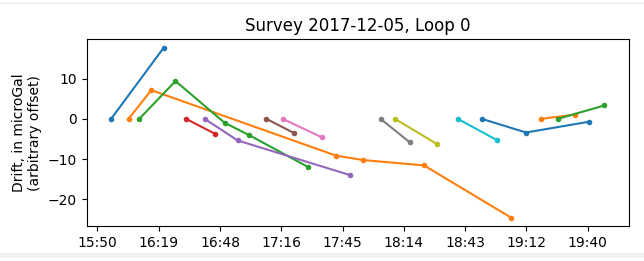 Survey 2017-12-05, Loop 0
Drift, in microGal
(arbitrary offset)
10
0
−10
−20
15:50 16:19 16:48 17:16 17:45 18:14 18:43 19:12 19:40